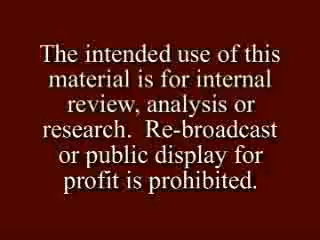 The intended use of this
material is for internal
review, analysis or
research.  Re-broadcast
or public display for
profit is prohibited.